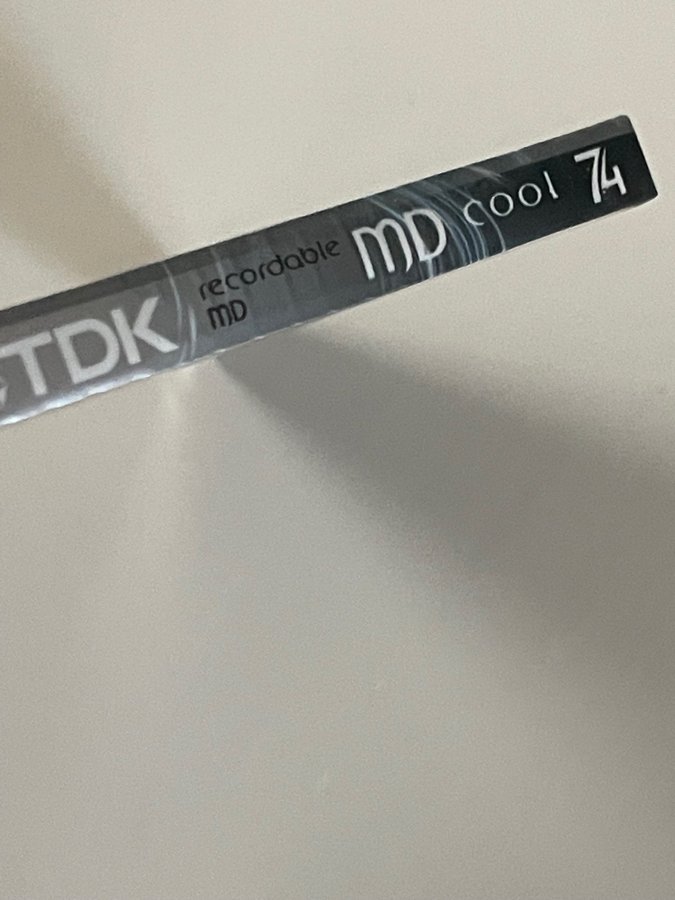 TDK
recordable
MD
MD cool 74